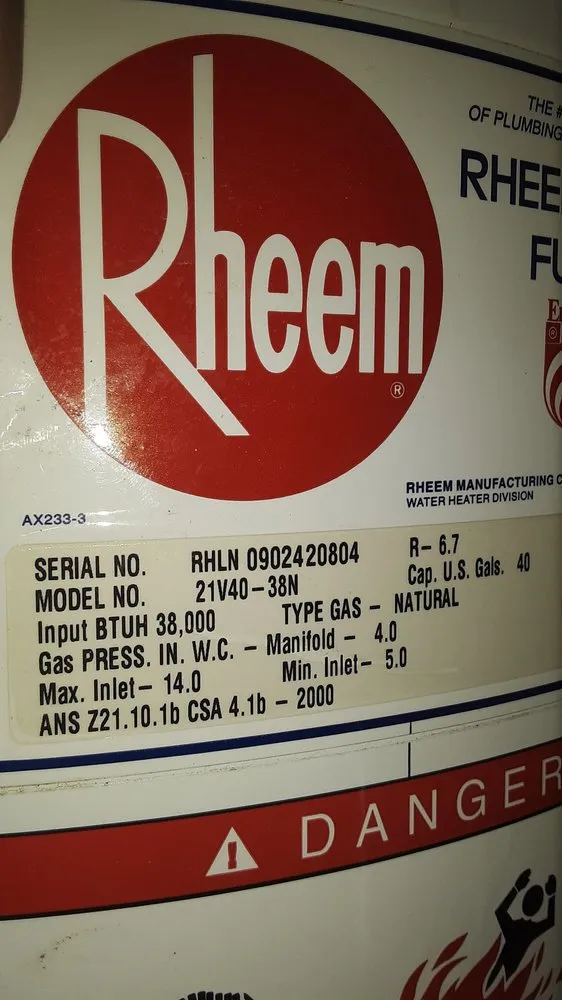 Rheem
®
THE #
OF PLUMBING
RHEE
FU
RHEEM MANUFACTURING C
WATER HEATER DIVISION
AX233-3
SERIAL NO. RHLN 0902420804 R- 6.7
MODEL NO. 21V40-38N Cap. U.S. Gals. 40
Input BTUH 38,000 TYPE GAS - NATURAL
Gas PRESS. IN. W.C. - Manifold - 4.0
Max. Inlet- 14.0 Min. Inlet- 5.0
ANS Z21.10.1b CSA 4.1b - 2000
DANGER